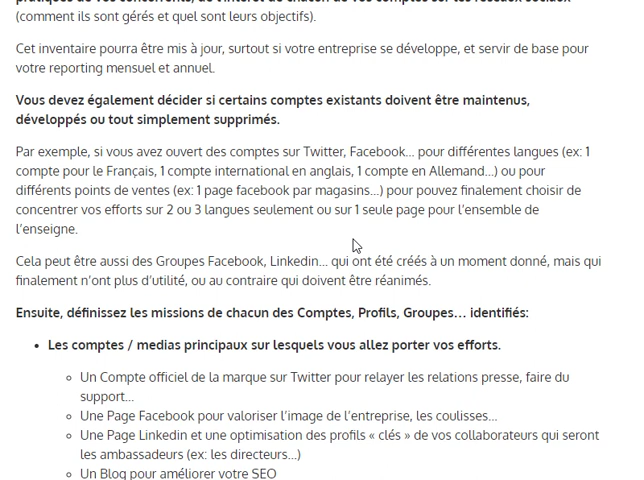 (comment ils sont gérés et quel sont leurs objectifs).
Cet inventaire pourra être mis à jour, surtout si votre entreprise se développe, et servir de base pour
votre reporting mensuel et annuel.
Vous devez également décider si certains comptes existants doivent être maintenus,
développés ou tout simplement supprimés.
Par exemple, si vous avez ouvert des comptes sur Twitter, Facebook... pour différentes langues (ex: 1
compte pour le Français, 1 compte international en anglais, 1 compte en Allemand...) ou pour
différents points de ventes (ex: 1 page facebook par magasins...) pour pouvez finalement choisir de
concentrer vos efforts sur 2 ou 3 langues seulement ou sur 1 seule page pour l'ensemble de
l'enseigne.
Cela peut être aussi des Groupes Facebook, Linkedin... qui ont été créés à un moment donné, mais qui
finalement n'ont plus d'utilité, ou au contraire qui doivent être réanimés.
Ensuite, définissez les missions de chacun des Comptes, Profils, Groupes... identifiés:
• Les comptes / medias principaux sur lesquels vous allez porter vos efforts.
○ Un Compte officiel de la marque sur Twitter pour relayer les relations presse, faire du
support...
○ Une Page Facebook pour valoriser l'image de l'entreprise, les coulisses...
○ Une Page Linkedin et une optimisation des profils « clés » de vos collaborateurs qui seront
les ambassadeurs (ex: les directeurs...)
○ Un Blog pour améliorer votre SEO